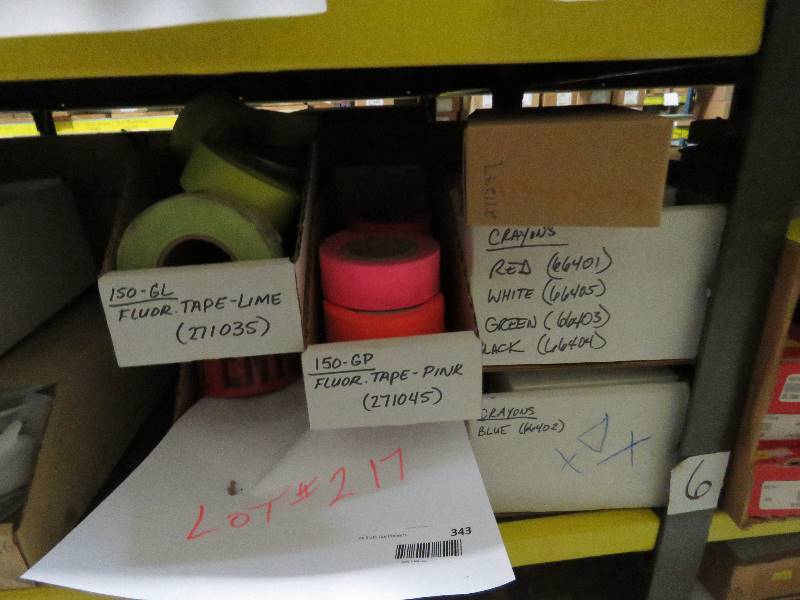 150-GL
FLUOR. TAPE-LIME
(271035)
150-GP
FLUOR. TAPE-PINK
(271045)
CRAYONS
RED (66401)
WHITE (66405)
GREEN (66403)
LACK (66404)
CRAYONS
BLUE (66402)
LOT # 217
343
6